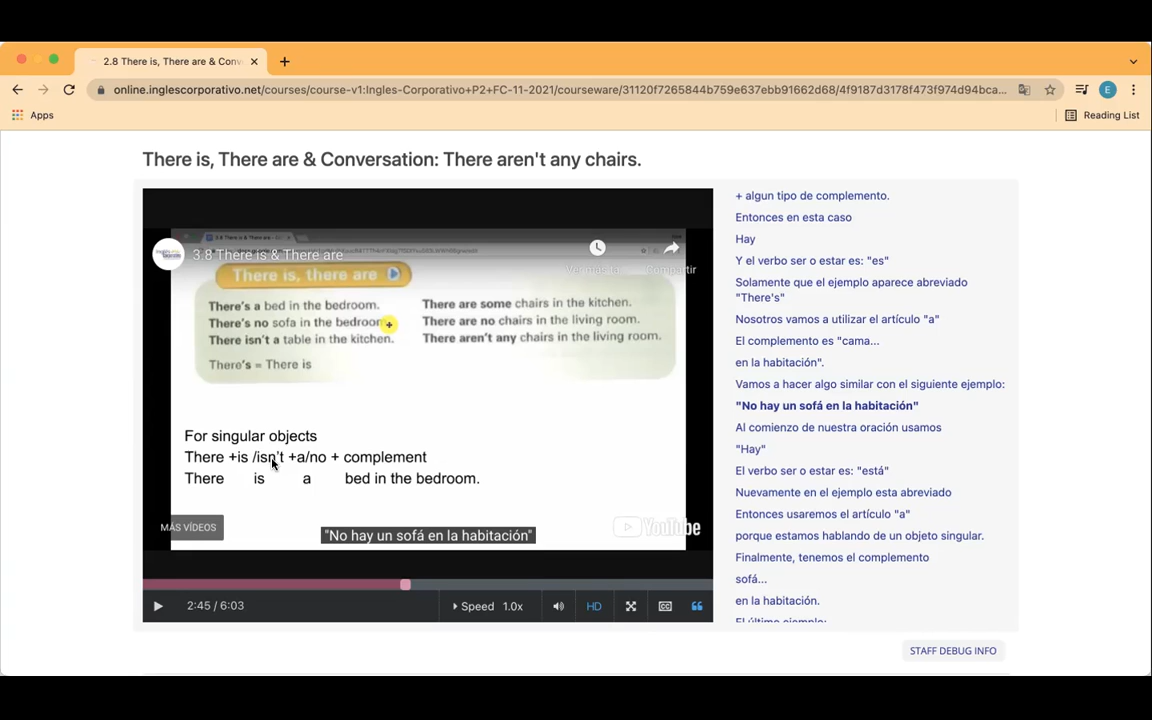 2.8 There is, There are & Conv
online.inglescorporativo.net/courses/course-v1:Ingles-Corporativo+P2+FC-11-2021/courseware/31120f7265844b759e637ebb91662d68/4f9187d3178f473f974d94bca...
E
Apps
Reading List
There is, There are & Conversation: There aren't any chairs.
3.8 There is & There are
Compartir
There is, there are
There's a bed in the bedroom.
There's no sofa in the bedroom
There isn't a table in the kitchen.
There's = There is
There are some chairs in the kitchen.
There are no chairs in the living room.
There aren't any chairs in the living room.
For singular objects
There +is /isn't +a/no + complement
There is a bed in the bedroom.
MÁS VÍDEOS
"No hay un sofá en la habitación"
YouTube
2:45 / 6:03
Speed 1.0x
HD
CC
+ algun tipo de complemento.
Entonces en esta caso
Hay
Y el verbo ser o estar es: "es"
Solamente que el ejemplo aparece abreviado
"There's"
Nosotros vamos a utilizar el artículo "a"
El complemento es "cama...
en la habitación".
Vamos a hacer algo similar con el siguiente ejemplo:
"No hay un sofá en la habitación"
Al comienzo de nuestra oración usamos
"Hay"
El verbo ser o estar es: "está"
Nuevamente en el ejemplo esta abreviado
Entonces usaremos el artículo "a"
porque estamos hablando de un objeto singular.
Finalmente, tenemos el complemento
sofá...
en la habitación.
El último ejemplo:
STAFF DEBUG INFO